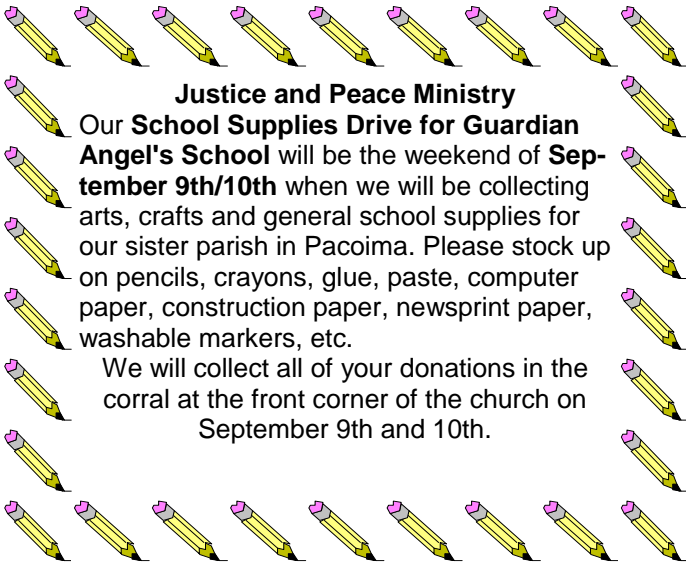 Justice and Peace Ministry
Our School Supplies Drive for Guardian
Angel's School will be the weekend of Sep-
tember 9th/10th when we will be collecting
arts, crafts and general school supplies for
our sister parish in Pacoima. Please stock up
on pencils, crayons, glue, paste, computer
paper, construction paper, newsprint paper,
washable markers, etc.
We will collect all of your donations in the
corral at the front corner of the church on
September 9th and 10th.